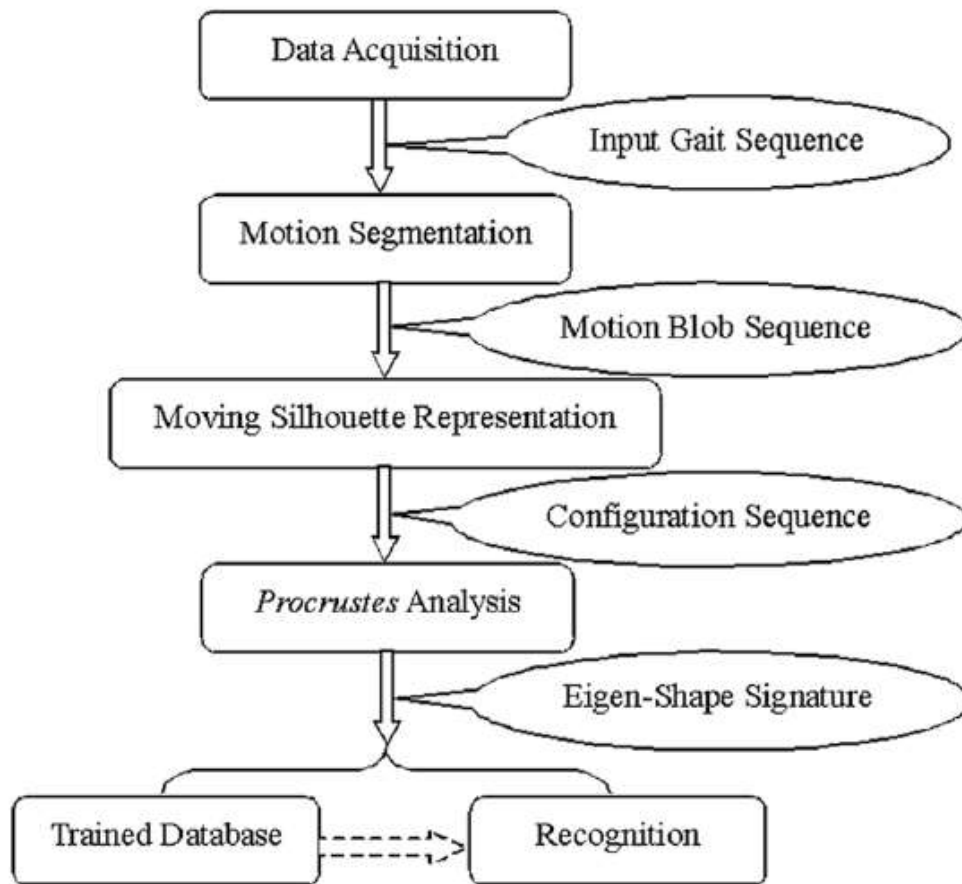 Data Acquisition
Input Gait Sequence
Motion Segmentation
Motion Blob Sequence
Moving Silhouette Representation
Configuration Sequence
Procrustes Analysis
Eigen-Shape Signature
Trained Database
Recognition